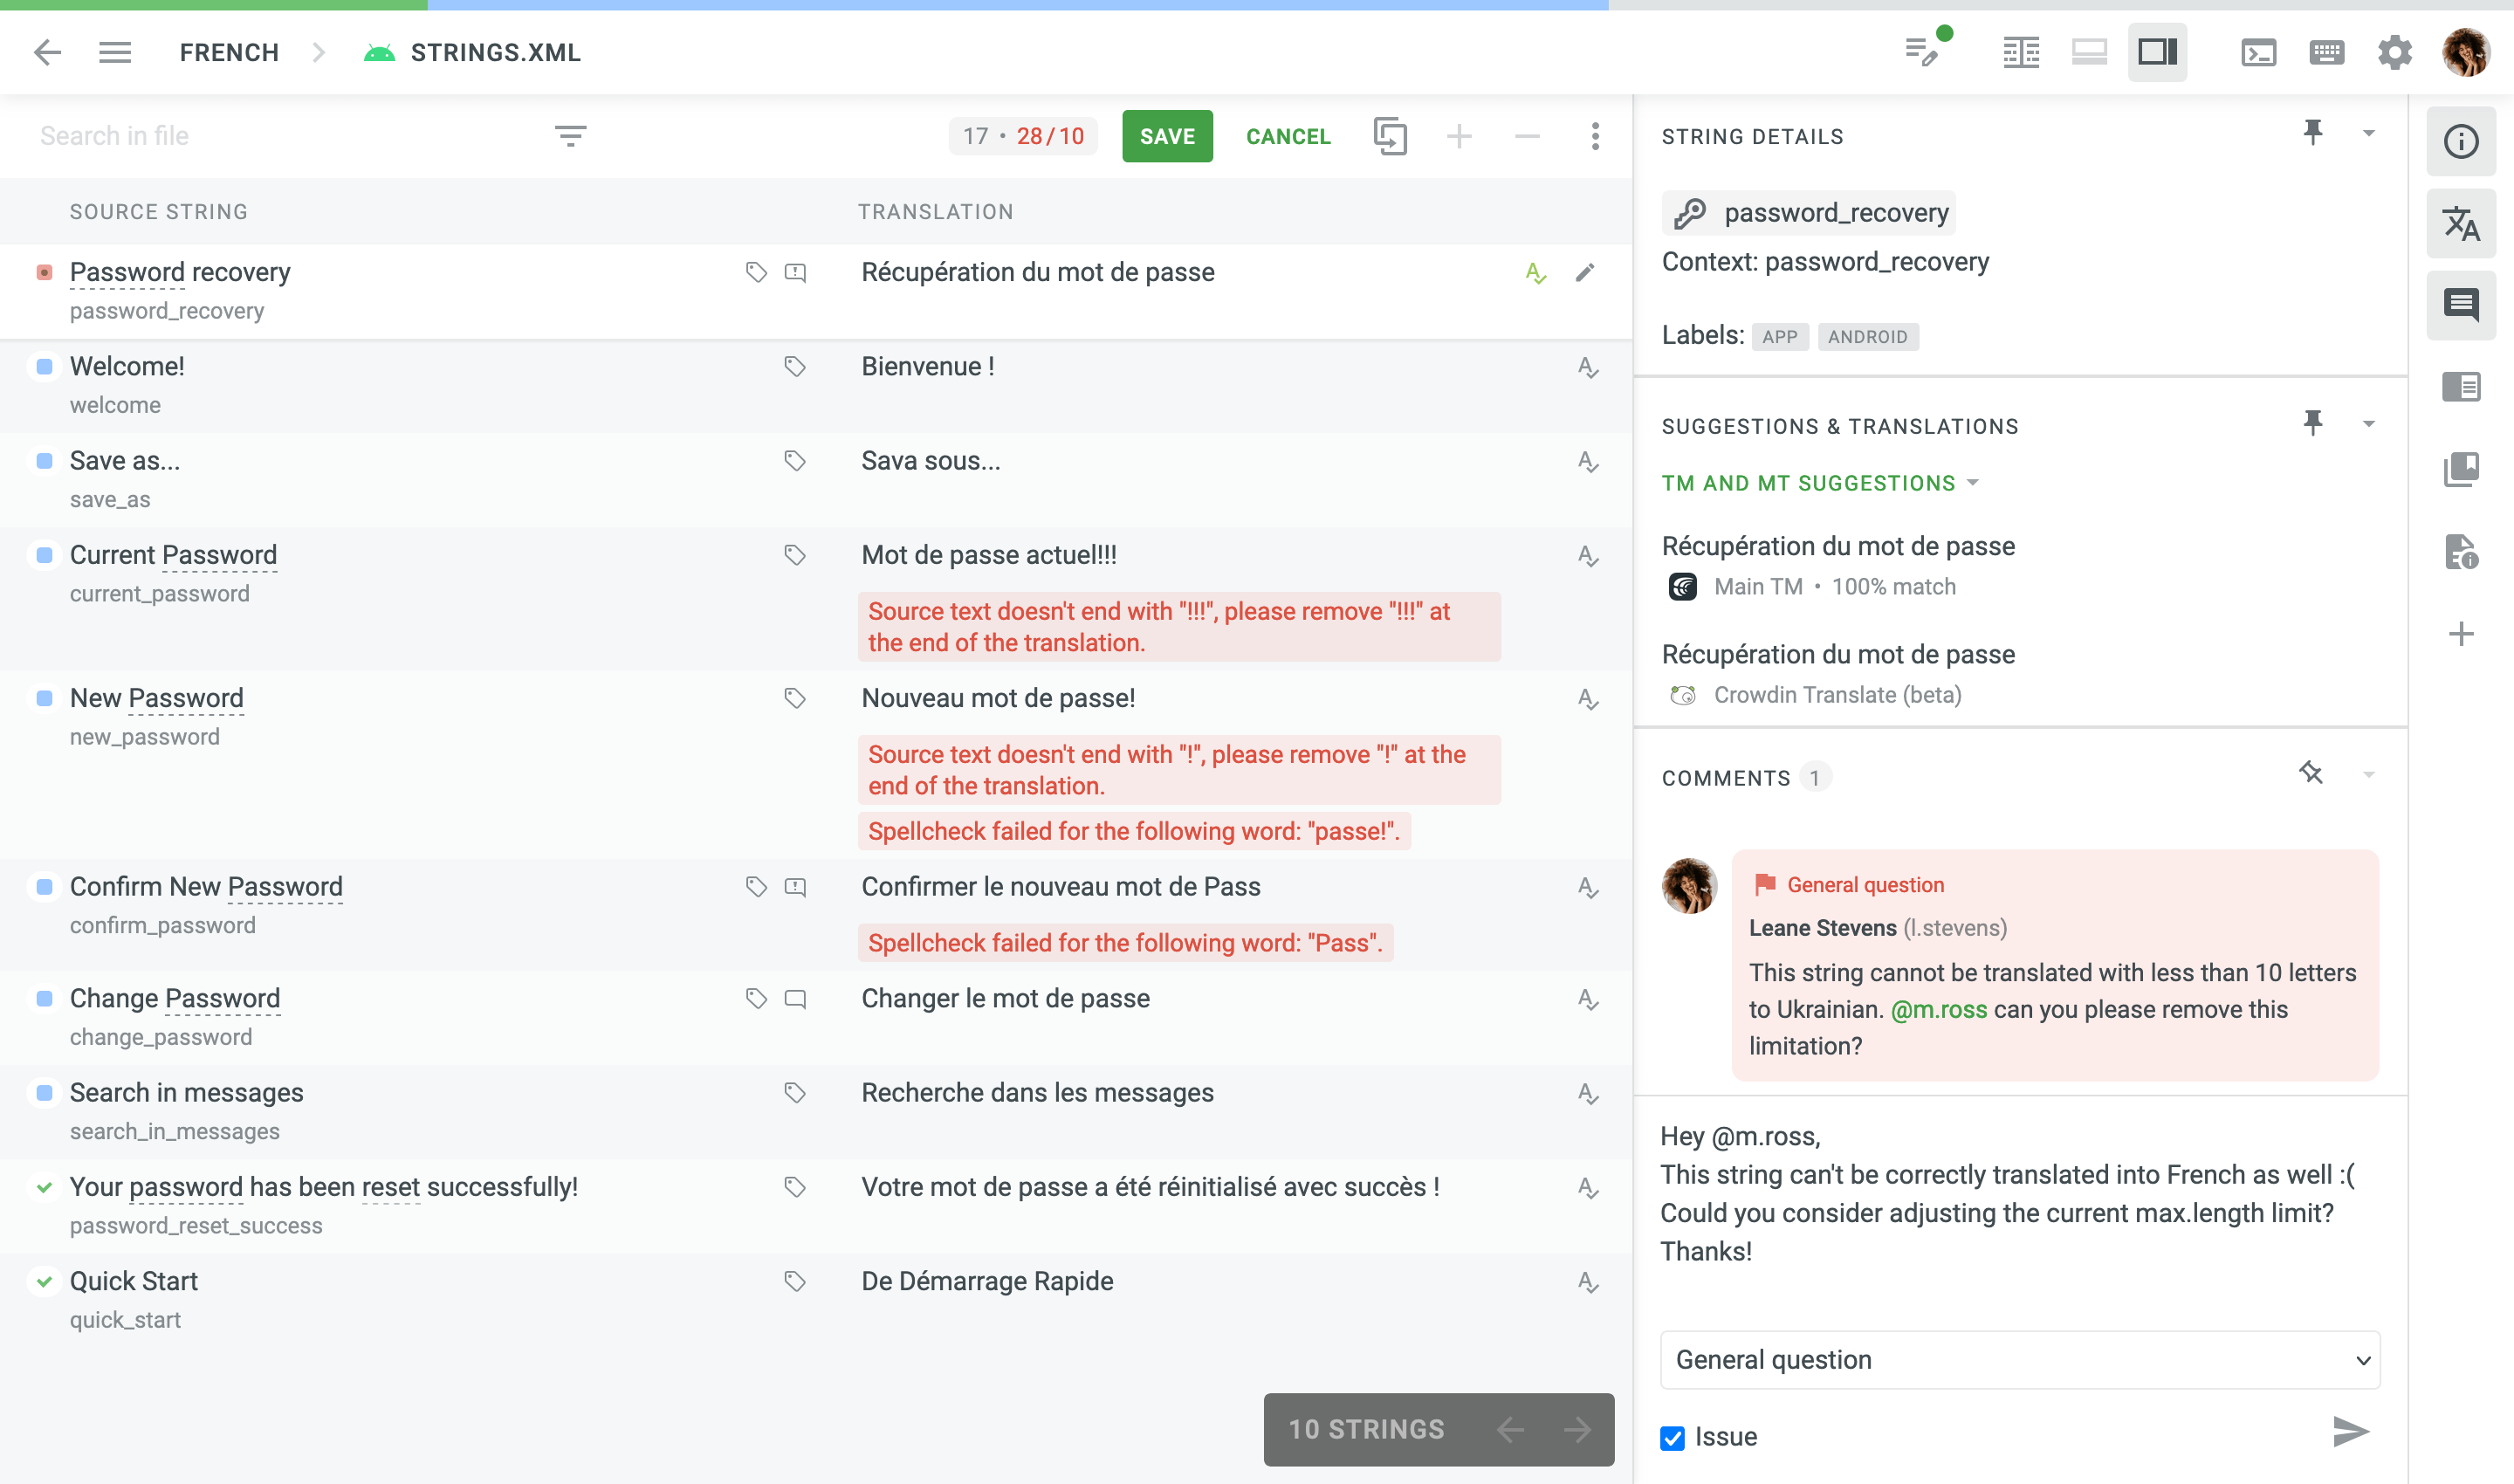 FRENCH
STRINGS.XML
Search in file
17 • 28/10
SAVE
CANCEL
SOURCE STRING
TRANSLATION
Password recovery
password_recovery
Récupération du mot de passe
Welcome!
welcome
Bienvenue !
Save as...
save_as
Sava sous...
Current Password
current_password
Mot de passe actuel!!!
Source text doesn't end with "!!!", please remove "!!!" at
the end of the translation.
New Password
new_password
Nouveau mot de passe!
Source text doesn't end with "!", please remove "!" at the
end of the translation.
Spellcheck failed for the following word: "passe!".
Confirm New Password
confirm_password
Confirmer le nouveau mot de Pass
Spellcheck failed for the following word: "Pass".
Change Password
change_password
Changer le mot de passe
Search in messages
search_in_messages
Recherche dans les messages
Your password has been reset successfully!
password_reset_success
Votre mot de passe a été réinitialisé avec succès !
Quick Start
quick_start
De Démarrage Rapide
10 STRINGS
STRING DETAILS
password_recovery
Context: password_recovery
Labels: APP ANDROID
SUGGESTIONS & TRANSLATIONS
TM AND MT SUGGESTIONS
Récupération du mot de passe
Main TM • 100% match
Récupération du mot de passe
Crowdin Translate (beta)
COMMENTS 1
General question
Leane Stevens (l.stevens)
This string cannot be translated with less than 10 letters
to Ukrainian. @m.ross can you please remove this
limitation?
Hey @m.ross,
This string can't be correctly translated into French as well :(
Could you consider adjusting the current max.length limit?
Thanks!
General question
Issue